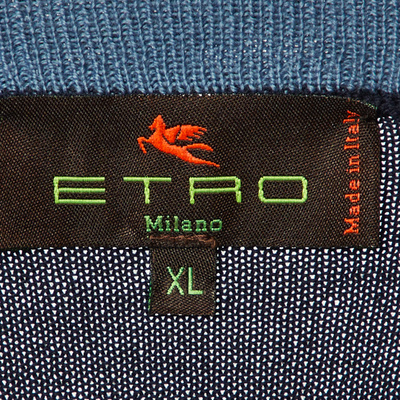 ETRO
Milano
Made in Italy
XL